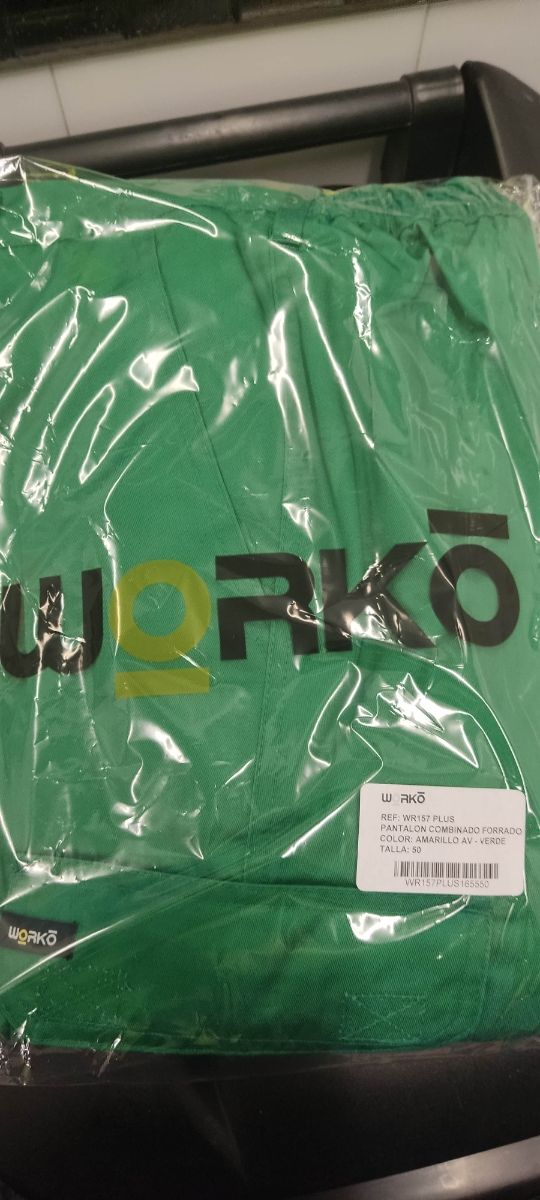 WORKŌ
WORKŌ
REF: WR157 PLUS
PANTALON COMBINADO FORRADO
COLOR: AMARILLO AV - VERDE
TALLA: 50
WR157PLUS165550
WORKŌ